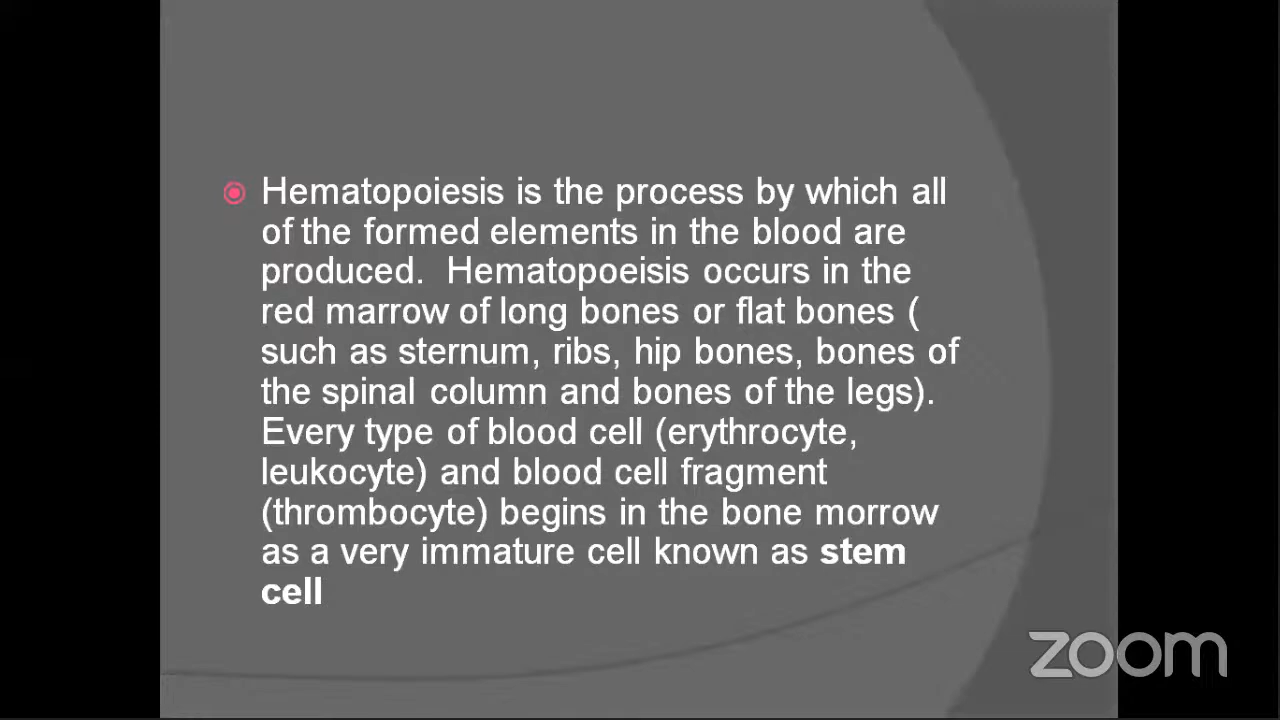 Hematopoiesis is the process by which all
of the formed elements in the blood are
produced.  Hematopoeisis occurs in the
red marrow of long bones or flat bones (
such as sternum, ribs, hip bones, bones of
the spinal column and bones of the legs).
Every type of blood cell (erythrocyte,
leukocyte) and blood cell fragment
(thrombocyte) begins in the bone morrow
as a very immature cell known as stem
cell
zoom